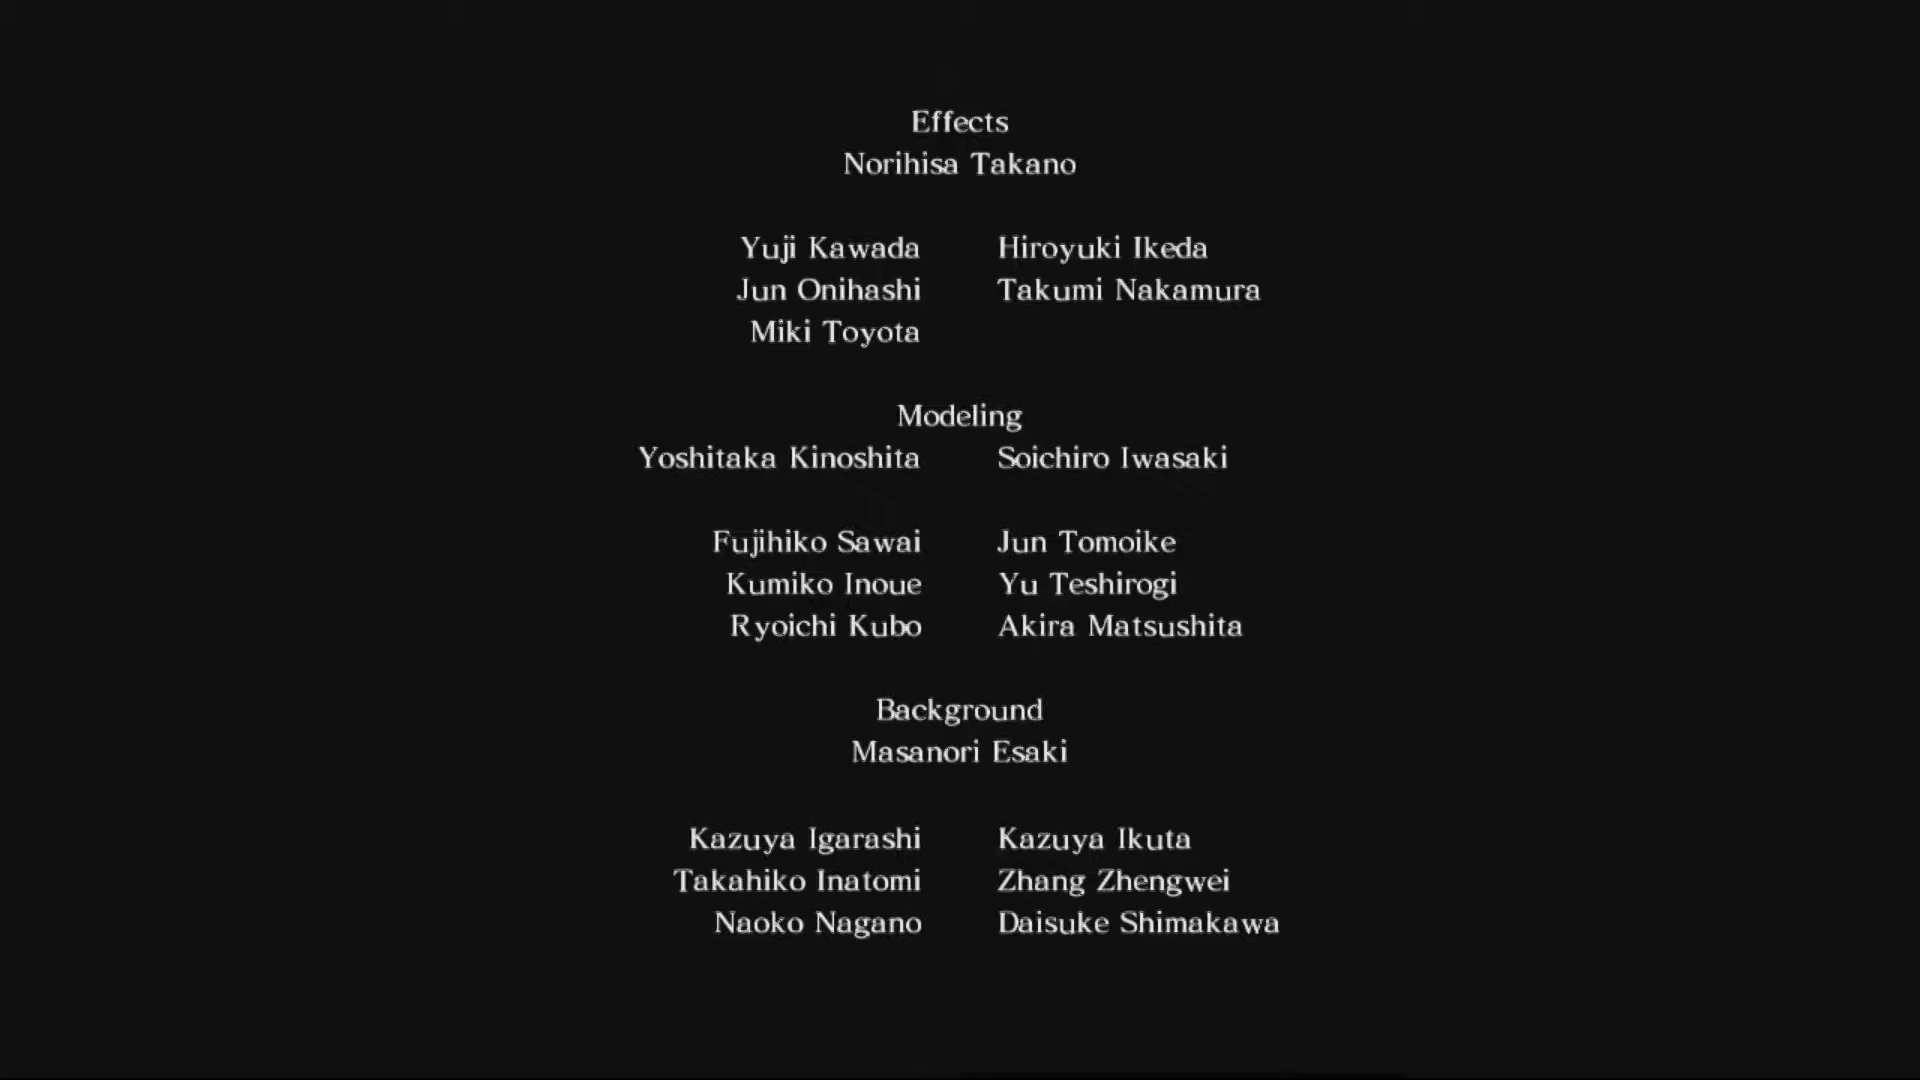 Effects
Norihisa Takano
Yuji Kawada Hiroyuki Ikeda
Jun Onihashi Takumi Nakamura
Miki Toyota
Modeling
Yoshitaka Kinoshita Soichiro Iwasaki
Fujihiko Sawai Jun Tomoike
Kumiko Inoue Yu Teshirogi
Ryoichi Kubo Akira Matsushita
Background
Masanori Esaki
Kazuya Igarashi Kazuya Ikuta
Takahiko Inatomi Zhang Zhengwei
Naoko Nagano Daisuke Shimakawa